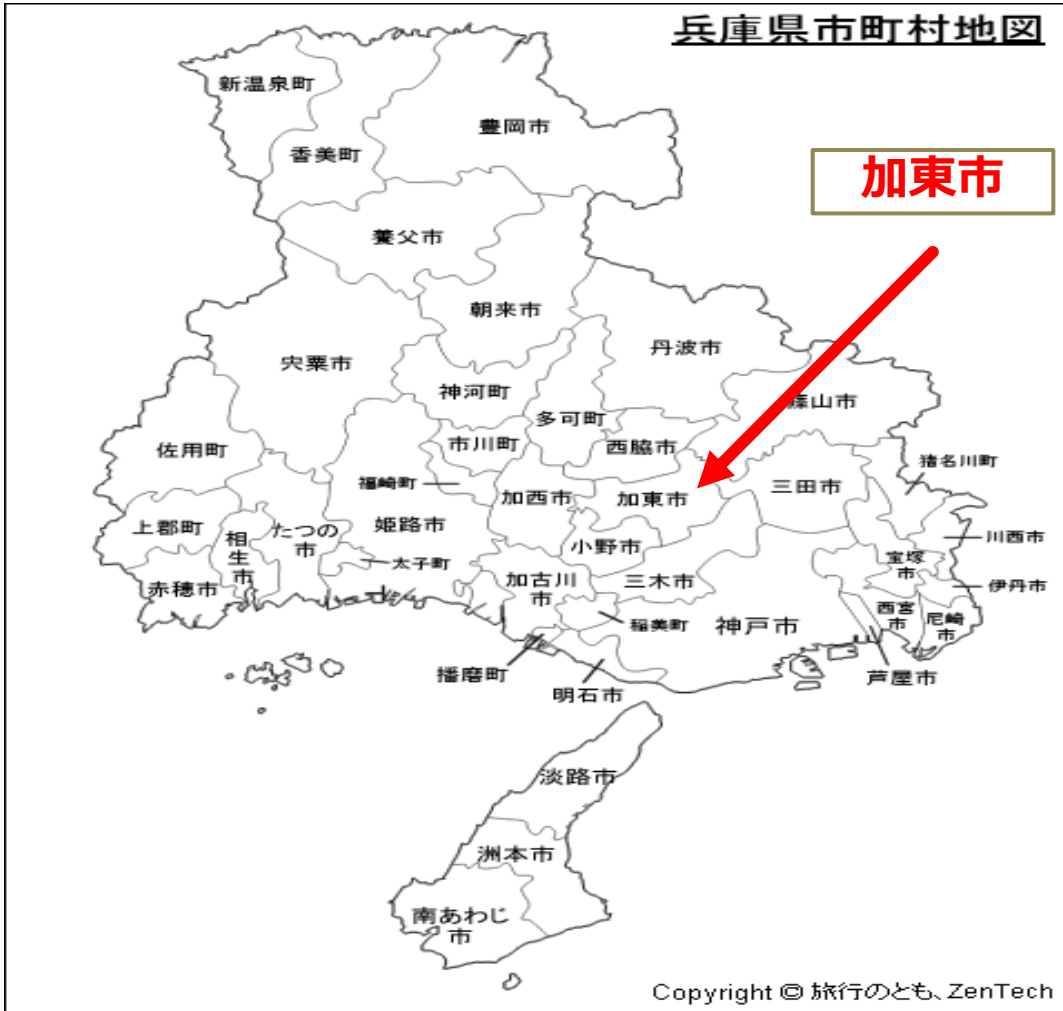 兵庫県市町村地図
新温泉町
豊岡市
香美町
加東市
養父市
朝来市
丹波市
宍粟市
神河町
篠山市
多可町
佐用町
市川町
西脇市
猪名川町
福崎町
加西市
加東市
三田市
上郡町
相生市
たつの
市
姫路市
小野市
川西市
太子町
宝塚
市
赤穂市
加古川
市
三木市
伊丹市
稲美町
神戸市
西宮
市
尼崎
市
播磨町
明石市
芦屋市
淡路市
洲本市
南あわじ
市
Copyright © 旅行のとも、ZenTech